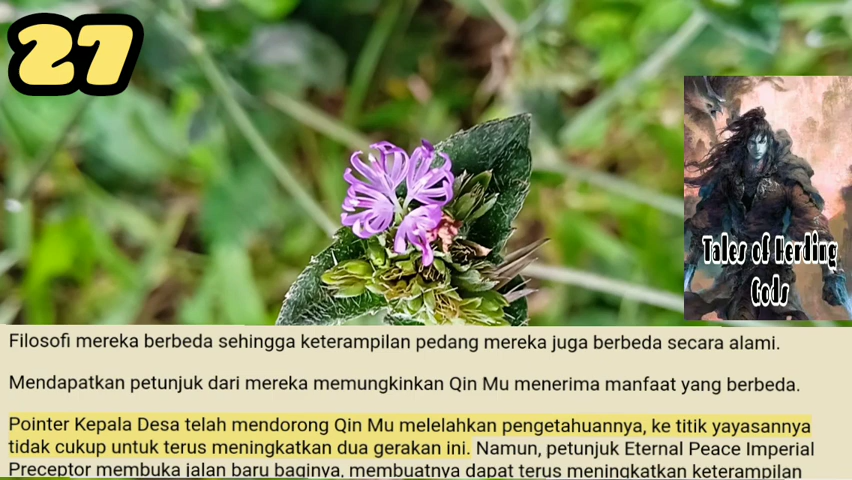 27
Tales of Herding
Gods
Filosofi mereka berbeda sehingga keterampilan pedang mereka juga berbeda secara alami.
Mendapatkan petunjuk dari mereka memungkinkan Qin Mu menerima manfaat yang berbeda.
Pointer Kepala Desa telah mendorong Qin Mu melelahkan pengetahuannya, ke titik yayasannya
tidak cukup untuk terus meningkatkan dua gerakan ini. Namun, petunjuk Eternal Peace Imperial
Preceptor membuka jalan baru baginya, membuatnya dapat terus meningkatkan keterampilan